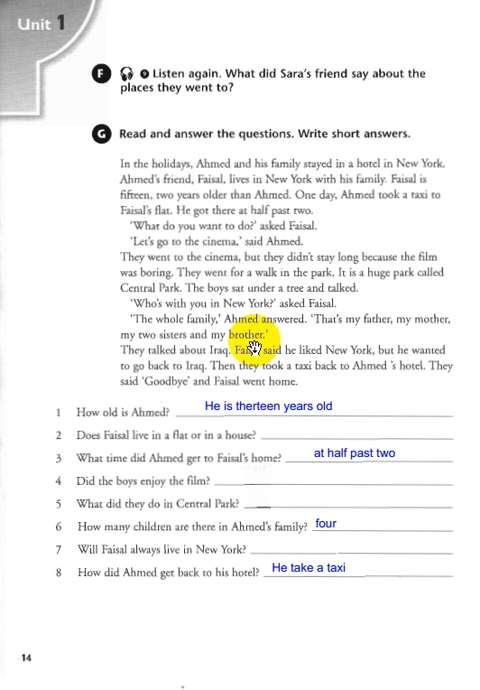 Unit 1
F Listen again. What did Sara's friend say about the
places they went to?
G Read and answer the questions. Write short answers.
In the holidays, Ahmed and his family stayed in a hotel in New York.
Ahmed's friend, Faisal, lives in New York with his family. Faisal is
fifteen, two years older than Ahmed. One day, Ahmed took a taxi to
Faisal's flat. He got there at half past two.
'What do you want to do?' asked Faisal.
'Let's go to the cinema,' said Ahmed.
They went to the cinema, but they didn't stay long because the film
was boring. They went for a walk in the park. It is a huge park called
Central Park. The boys sat under a tree and talked.
'Who's with you in New York?' asked Faisal.
'The whole family,' Ahmed answered. 'That's my father, my mother,
my two sisters and my brother.'
They talked about Iraq. said he liked New York, but he wanted
to go back to Iraq. Then they took a taxi back to Ahmed 's hotel. They
said 'Goodbye' and Faisal went home.
1 How old is Ahmed? He is therteen years old
2 Does Faisal live in a flat or in a house?
3 What time did Ahmed get to Faisal's home? at half past two
4 Did the boys enjoy the film?
5 What did they do in Central Park?
6 How many children are there in Ahmed's family? four
7 Will Faisal always live in New York?
8 How did Ahmed get back to his hotel? He take a taxi
14